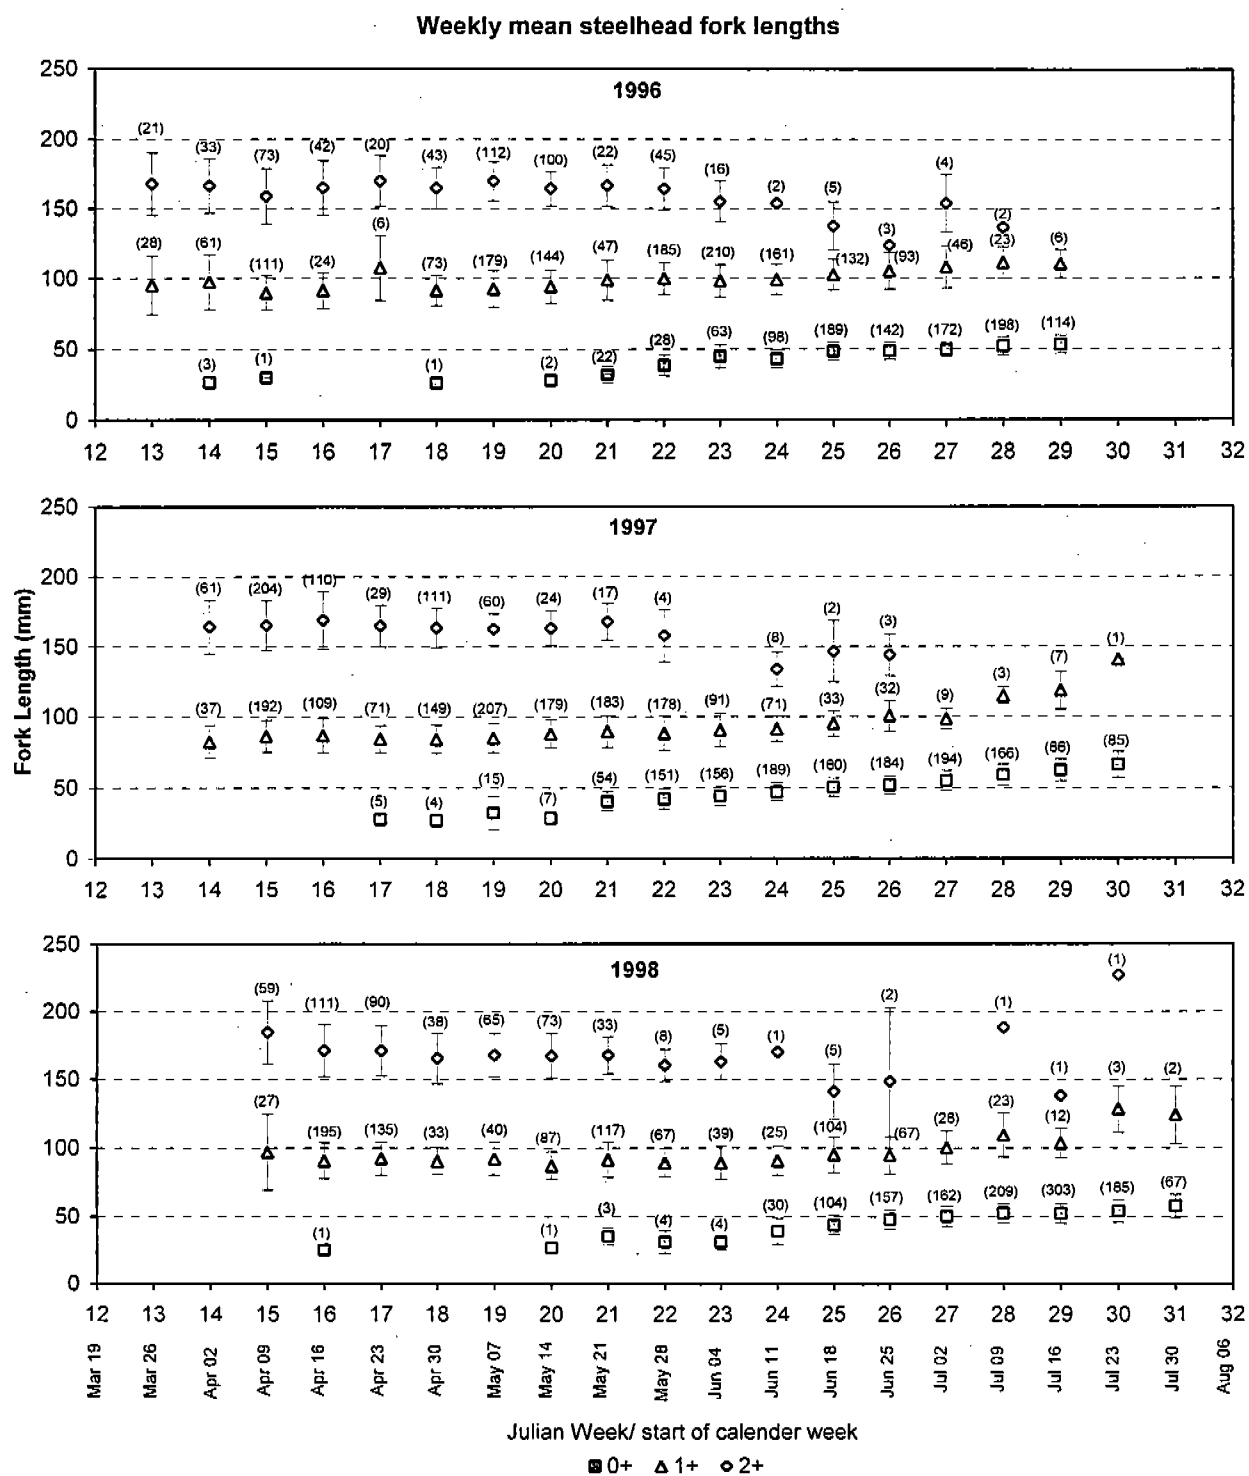 Weekly mean steelhead fork lengths
Fork Length (mm)
1996
250
200
150
100
50
0
(21) (33) (73) (42) (20) (43) (112) (100) (22) (45) (16) (2) (5) (3) (4) (2)
(28) (61) (111) (24) (6) (73) (179) (144) (47) (185) (210) (161) (132) (93) (46) (23) (6)
(3) (1) (1) (2) (22) (28) (63) (98) (189) (142) (172) (198) (114)
12 13 14 15 16 17 18 19 20 21 22 23 24 25 26 27 28 29 30 31 32
1997
250
200
150
100
50
0
(61) (204) (110) (29) (111) (60) (24) (17) (4) (8) (2) (3)
(37) (192) (109) (71) (149) (207) (179) (183) (178) (91) (71) (33) (32) (9) (3) (7) (1)
(5) (4) (15) (7) (54) (151) (156) (189) (184) (194) (166) (85)
12 13 14 15 16 17 18 19 20 21 22 23 24 25 26 27 28 29 30 31 32
1998
250
200
150
100
50
0
(59) (111) (90) (38) (65) (73) (33) (8) (5) (1) (5) (2) (1) (1) (1)
(27) (195) (135) (33) (40) (87) (117) (67) (39) (25) (104) (67) (28) (23) (12) (3) (2)
(1) (1) (3) (4) (4) (30) (104) (157) (162) (209) (303) (185) (67)
12 13 14 15 16 17 18 19 20 21 22 23 24 25 26 27 28 29 30 31 32
Mar 19 Mar 26 Apr 02 Apr 09 Apr 16 Apr 23 Apr 30 May 07 May 14 May 21 May 28 Jun 04 Jun 11 Jun 18 Jun 25 Jul 02 Jul 09 Jul 16 Jul 23 Jul 30 Aug 06
Julian Week/ start of calender week
0+ 1+ 2+